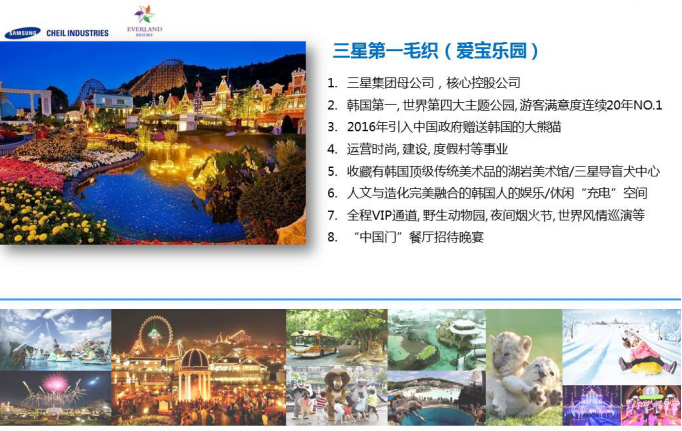 SAMSUNG CHEIL INDUSTRIES
EVERLAND
RESORT
三星第一毛织（爱宝乐园）
1. 三星集团母公司，核心控股公司
2. 韩国第一, 世界第四大主题公园, 游客满意度连续20年NO.1
3. 2016年引入中国政府赠送韩国的大熊猫
4. 运营时尚, 建设, 度假村等事业
5. 收藏有韩国顶级传统美术品的湖岩美术馆/三星导盲犬中心
6. 人文与造化完美融合的韩国人的娱乐/休闲“充电”空间
7. 全程VIP通道, 野生动物园, 夜间烟火节, 世界风情巡演等
8. “中国门”餐厅招待晚宴